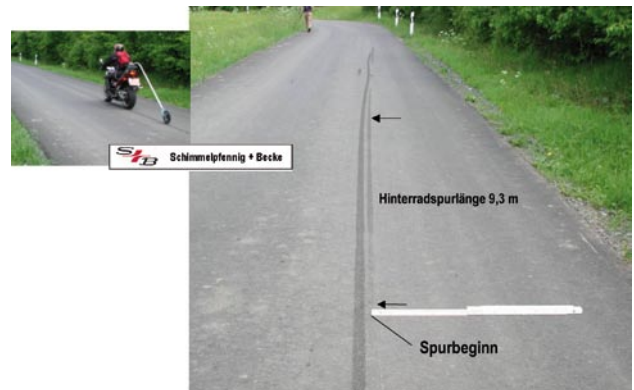 S+B Schimmelpfennig + Becke
Hinterradspurlänge 9,3 m
Spurbeginn